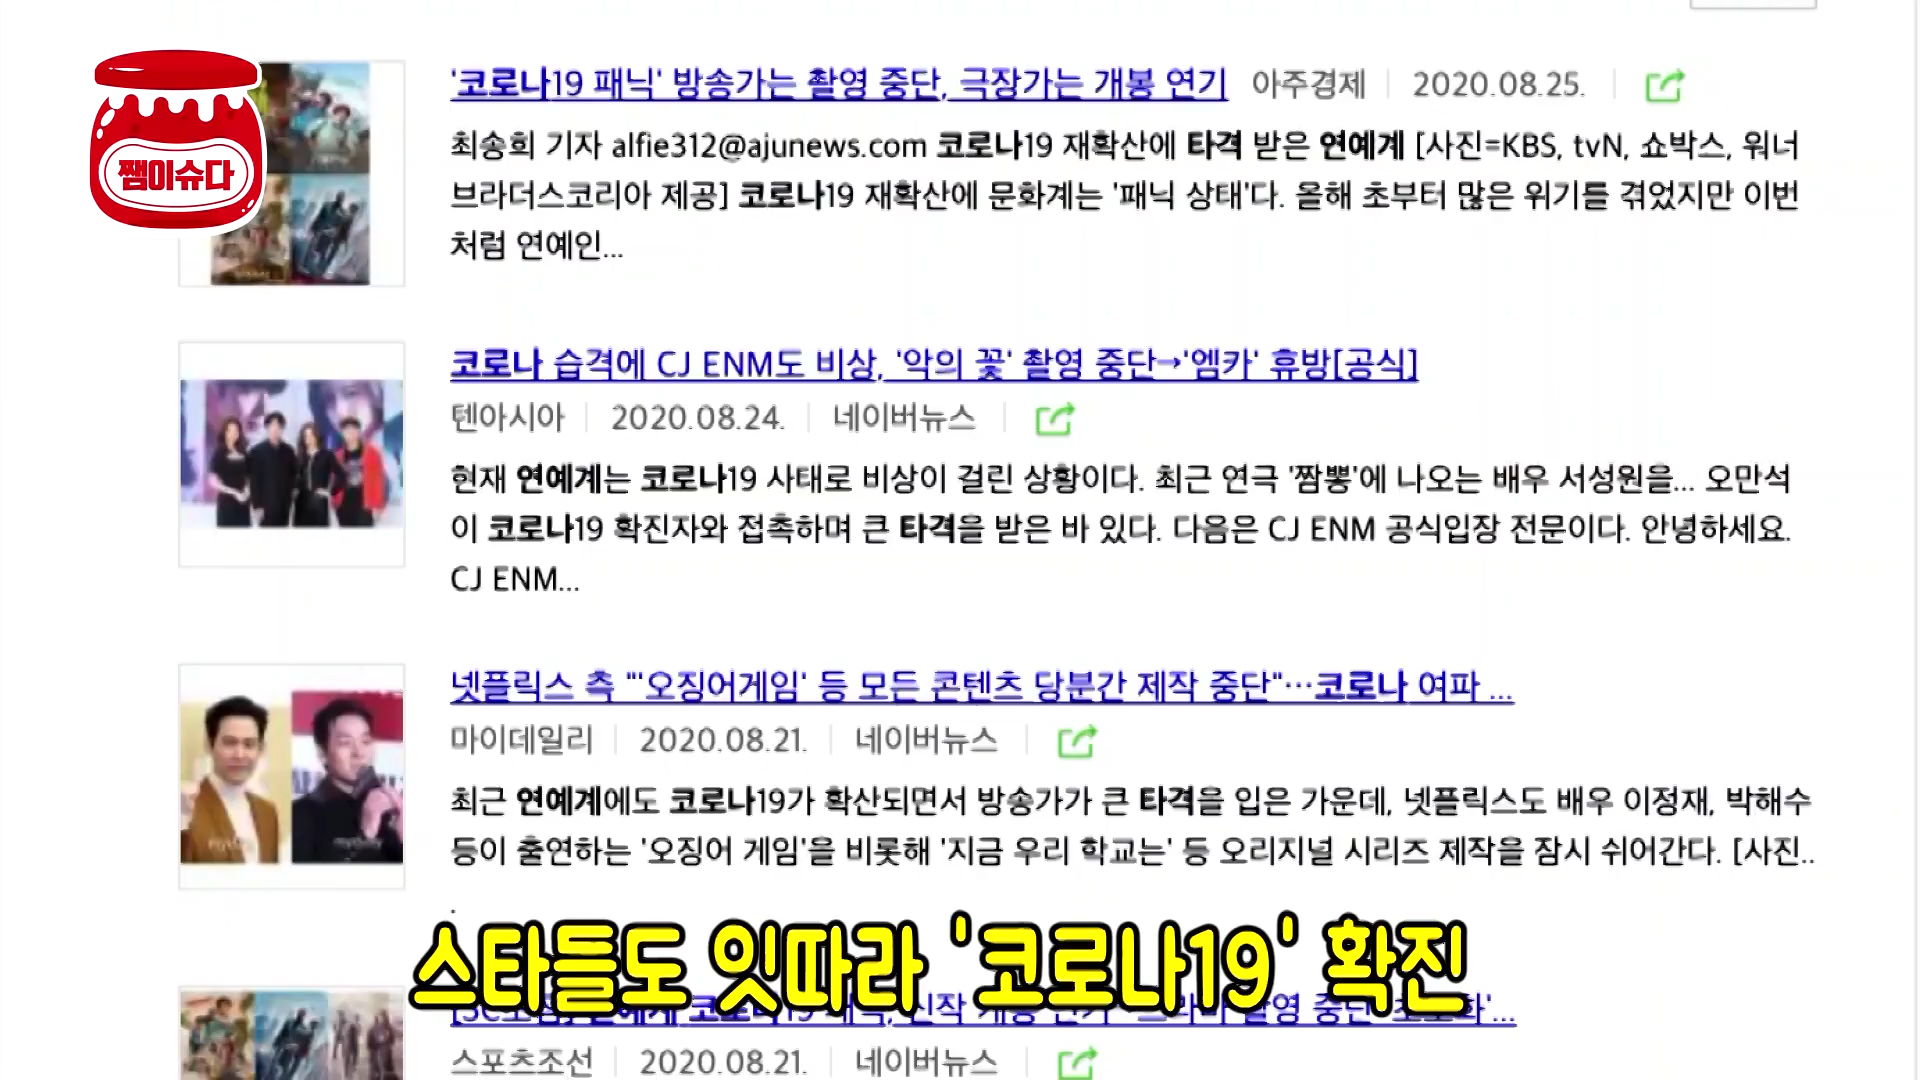 쨈이슈다
'코로나19 패닉' 방송가는 촬영 중단, 극장가는 개봉 연기 아주경제 2020.08.25.
최송희 기자 alfie312@ajunews.com 코로나19 재확산에 타격 받은 연예계 [사진=KBS, tvN, 쇼박스, 워너
브라더스코리아 제공] 코로나19 재확산에 문화계는 '패닉 상태'다. 올해 초부터 많은 위기를 겪었지만 이번
처럼 연예인...
코로나 습격에 CJ ENM도 비상, '악의 꽃' 촬영 중단→'엠카' 휴방[공식]
텐아시아 2020.08.24. 네이버뉴스
현재 연예계는 코로나19 사태로 비상이 걸린 상황이다. 최근 연극 '짬뽕'에 나오는 배우 서성원을... 오만석
이 코로나19 확진자와 접촉하며 큰 타격을 받은 바 있다. 다음은 CJ ENM 공식입장 전문이다. 안녕하세요.
CJ ENM...
넷플릭스 측 "'오징어게임' 등 모든 콘텐츠 당분간 제작 중단"…코로나 여파 ...
마이데일리 2020.08.21. 네이버뉴스
최근 연예계에도 코로나19가 확산되면서 방송가가 큰 타격을 입은 가운데, 넷플릭스도 배우 이정재, 박해수
등이 출연하는 '오징어 게임'을 비롯해 '지금 우리 학교는' 등 오리지널 시리즈 제작을 잠시 쉬어간다. [사진..
.
스타들도 잇따라 '코로나19' 확진
스포츠조선 2020.08.21. 네이버뉴스